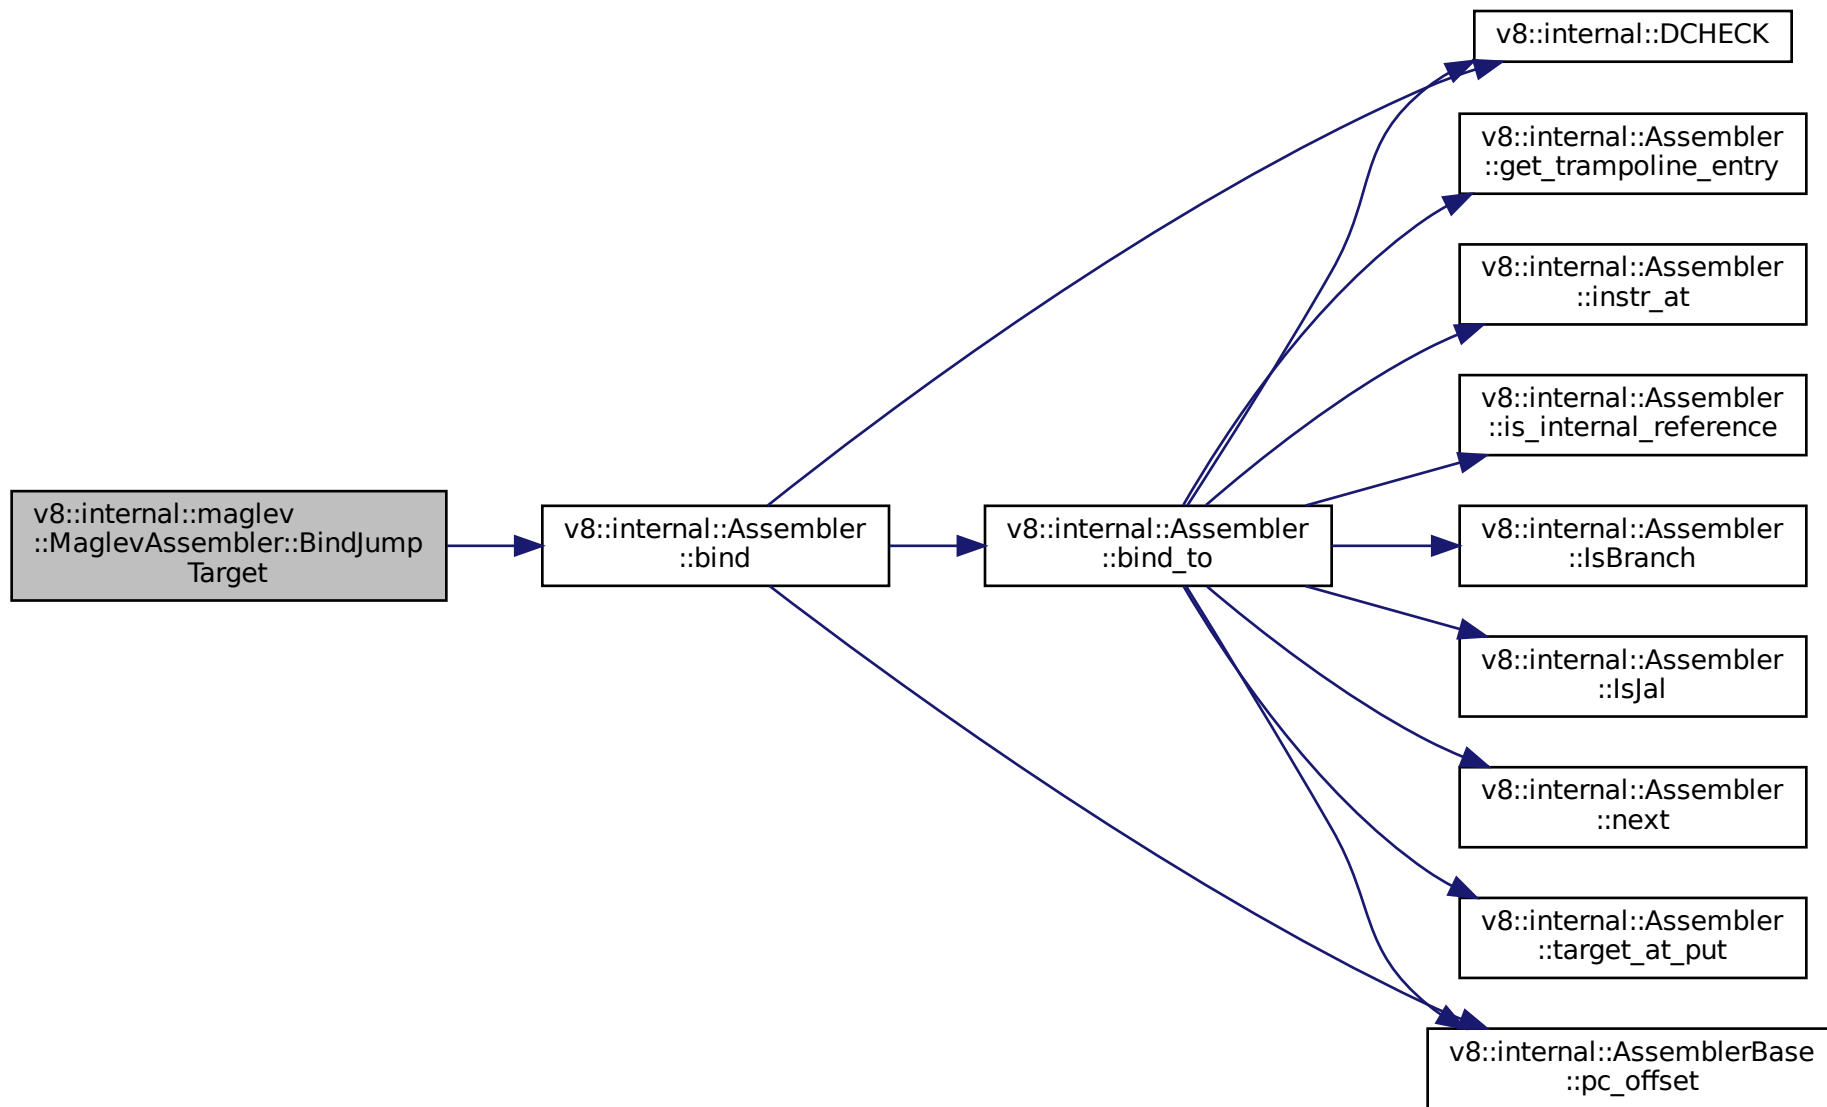 v8::internal::maglev
::MaglevAssembler::BindJump
Target
v8::internal::Assembler
::bind
v8::internal::Assembler
::bind_to
v8::internal::DCHECK
v8::internal::Assembler
::get_trampoline_entry
v8::internal::Assembler
::instr_at
v8::internal::Assembler
::is_internal_reference
v8::internal::Assembler
::IsBranch
v8::internal::Assembler
::IsJal
v8::internal::Assembler
::next
v8::internal::Assembler
::target_at_put
v8::internal::AssemblerBase
::pc_offset